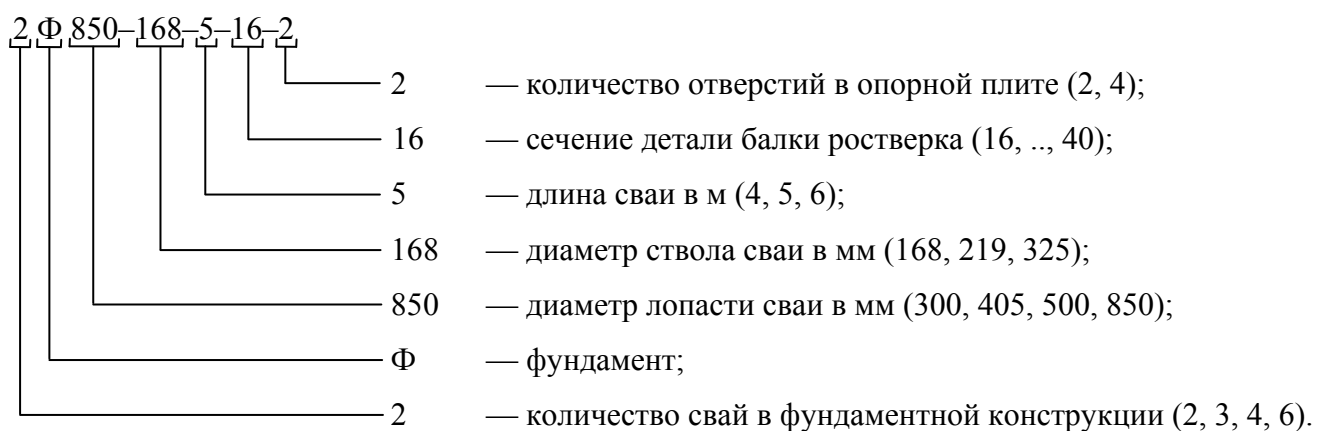 2 Ф 850–168–5–16–2
2 — количество отверстий в опорной плите (2, 4);
16 — сечение детали балки ростверка (16, .., 40);
5 — длина сваи в м (4, 5, 6);
168 — диаметр ствола сваи в мм (168, 219, 325);
850 — диаметр лопасти сваи в мм (300, 405, 500, 850);
Ф — фундамент;
2 — количество свай в фундаментной конструкции (2, 3, 4, 6).